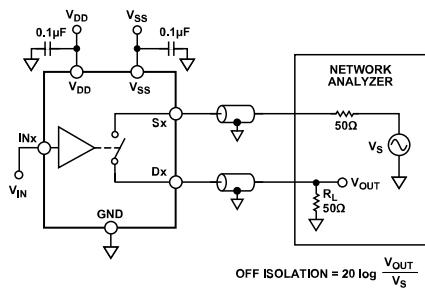 V_DD V_SS
0.1µF 0.1µF
V_DD V_SS
NETWORK
ANALYZER
Sx
50Ω
INx
V_S
Dx
V_OUT
V_IN
R_L
50Ω
GND
OFF ISOLATION = 20 log V_OUT / V_S